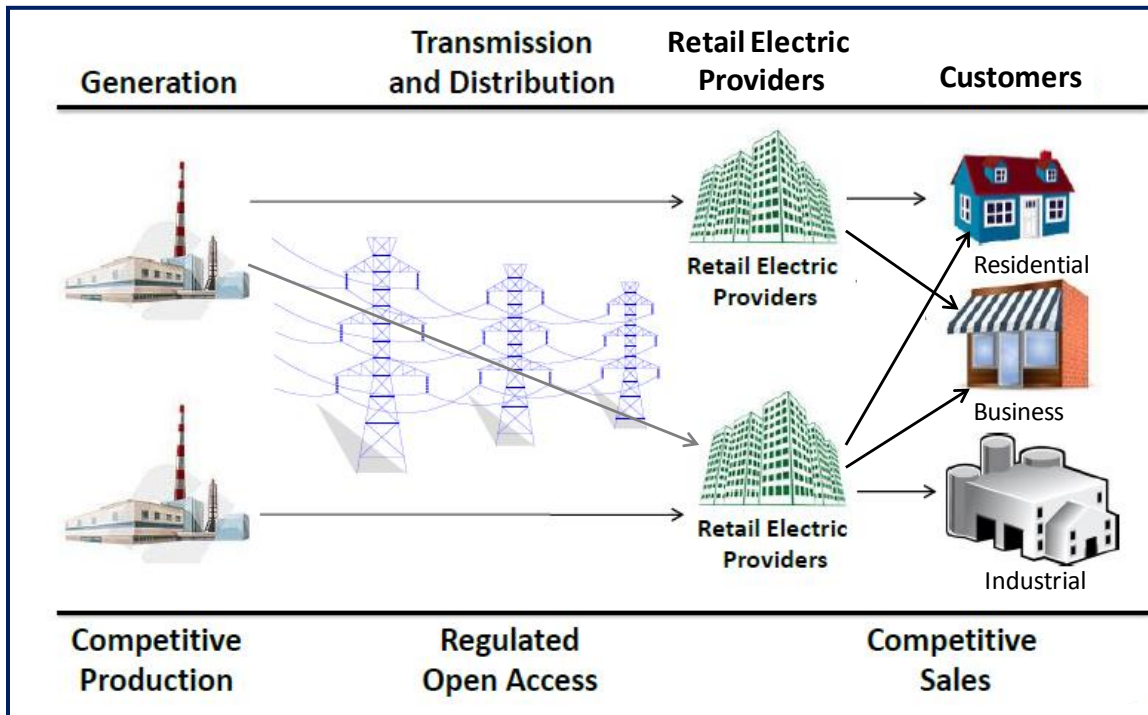 Generation
Transmission
and Distribution
Retail Electric
Providers
Customers
Retail Electric
Providers
Residential
Business
Retail Electric
Providers
Industrial
Competitive
Production
Regulated
Open Access
Competitive
Sales